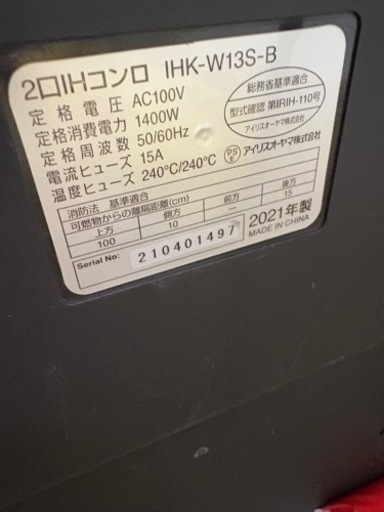 2口IHコンロ IHK-W13S-B
定格電圧 AC100V
定格消費電力 1400W
定格周波数 50/60Hz
電流ヒューズ 15A
温度ヒューズ 240℃/240℃
総務省基準適合
型式確認 第IRIH-110号
アイリスオーヤマ株式会社
PS
E
アイリスオーヤマ株式会社
消防法 基準適合
可燃物からの離隔距離(cm)
上方 側方 前方 後方
100 10 － 15
Serial No: 210401497
2021年製
MADE IN CHINA